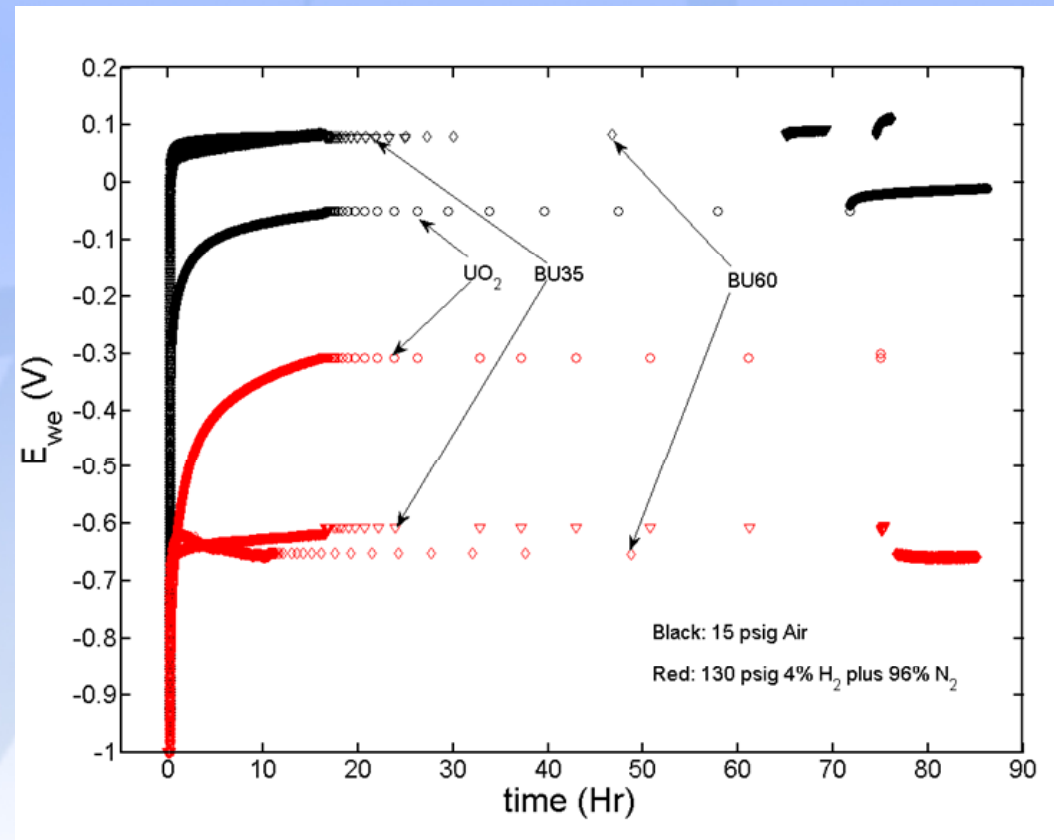 0.2
0.1
0
-0.1
-0.2
-0.3
-0.4
-0.5
-0.6
-0.7
-0.8
-0.9
-1
E_we (V)
UO₂
BU35
BU60
Black: 15 psig Air
Red: 130 psig 4% H₂ plus 96% N₂
0 10 20 30 40 50 60 70 80 90
time (Hr)